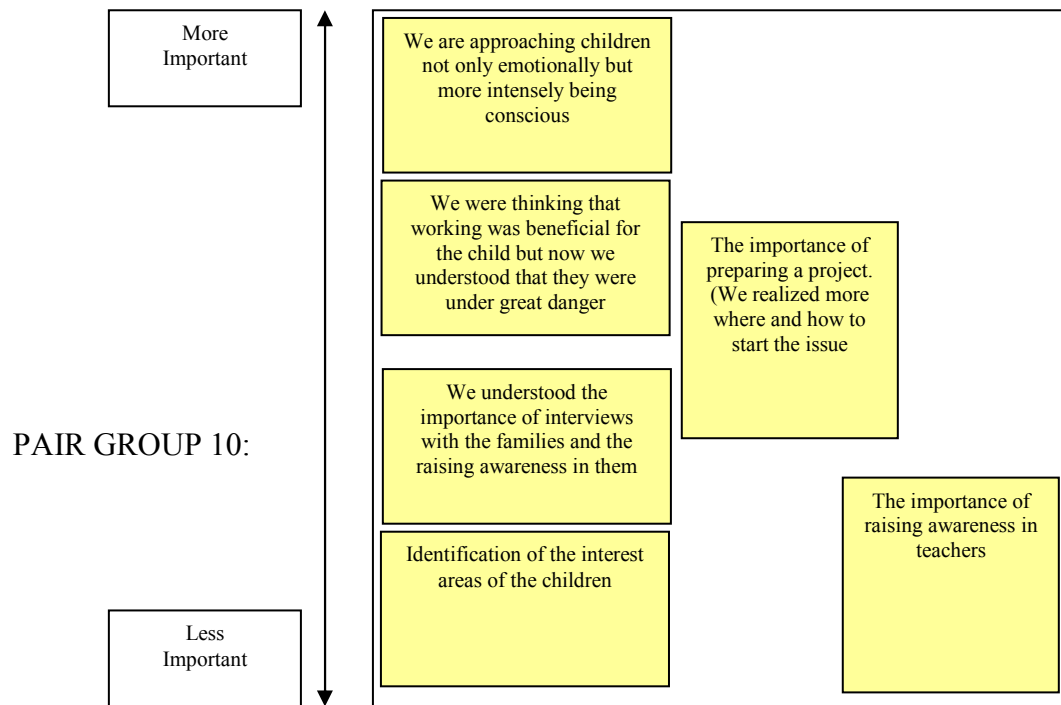 More
Important
We are approaching children
not only emotionally but
more intensely being
conscious
We were thinking that
working was beneficial for
the child but now we
understood that they were
under great danger
The importance of
preparing a project.
(We realized more
where and how to
start the issue
We understood the
importance of interviews
with the families and the
raising awareness in them
PAIR GROUP 10:
The importance of
raising awareness in
teachers
Identification of the interest
areas of the children
Less
Important